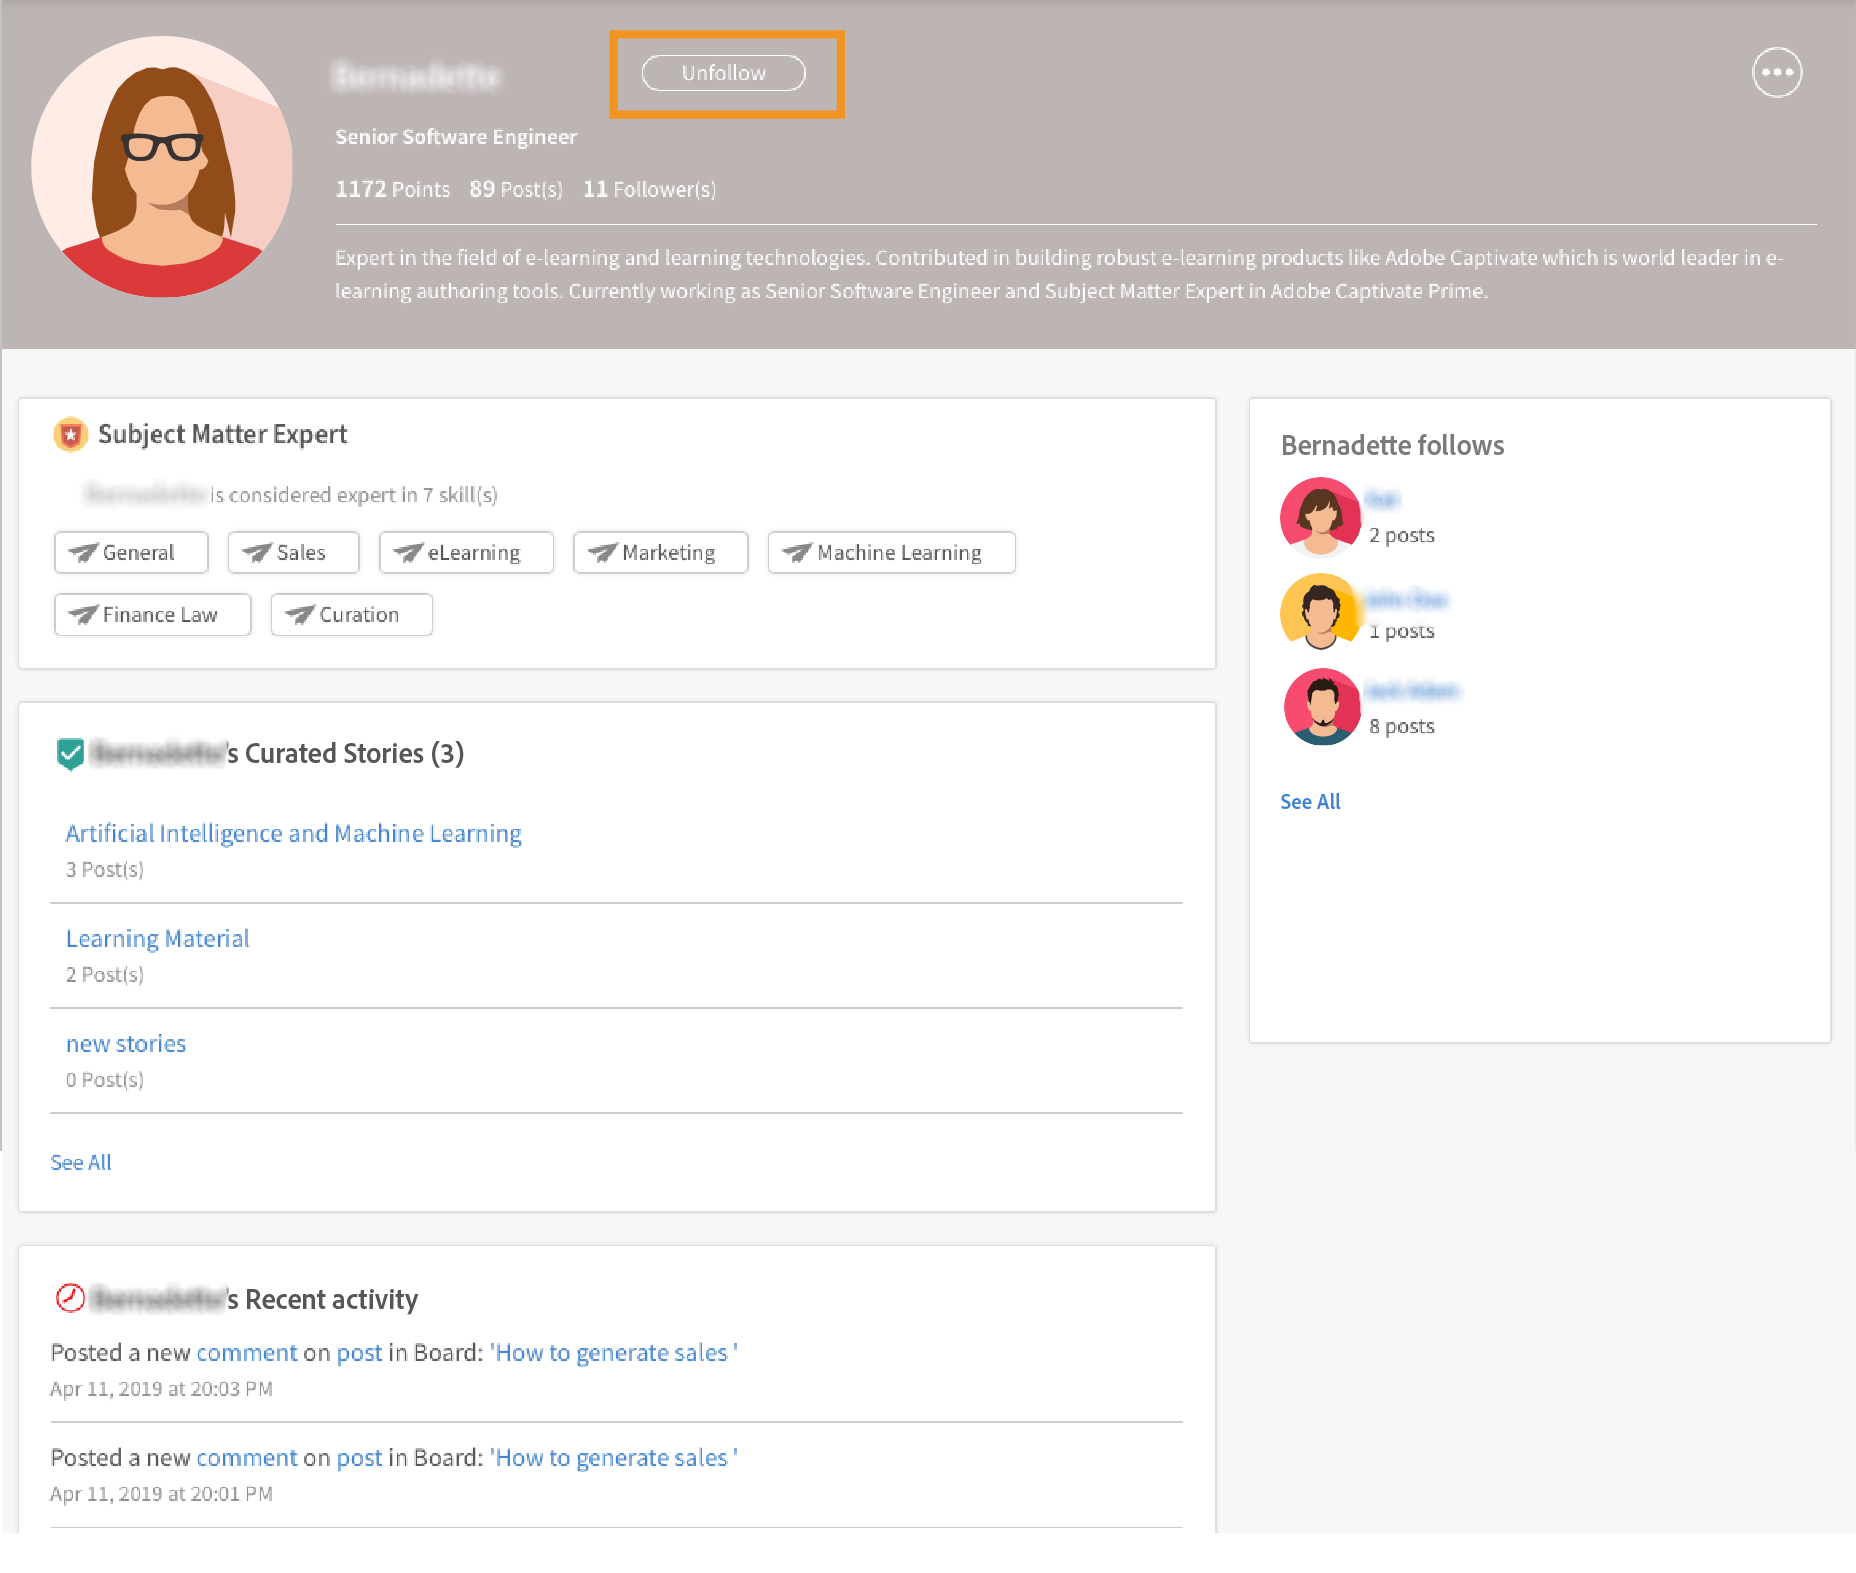 Bernadette
Unfollow
Senior Software Engineer
1172 Points 89 Post(s) 11 Follower(s)
Expert in the field of e-learning and learning technologies. Contributed in building robust e-learning products like Adobe Captivate which is world leader in e-
learning authoring tools. Currently working as Senior Software Engineer and Subject Matter Expert in Adobe Captivate Prime.
Subject Matter Expert
Bernadette is considered expert in 7 skill(s)
General Sales eLearning Marketing Machine Learning
Finance Law Curation
Bernadette's Curated Stories (3)
Artificial Intelligence and Machine Learning
3 Post(s)
Learning Material
2 Post(s)
new stories
0 Post(s)
See All
Bernadette's Recent activity
Posted a new comment on post in Board: 'How to generate sales '
Apr 11, 2019 at 20:03 PM
Posted a new comment on post in Board: 'How to generate sales '
Apr 11, 2019 at 20:01 PM
Bernadette follows
2 posts
1 posts
8 posts
See All